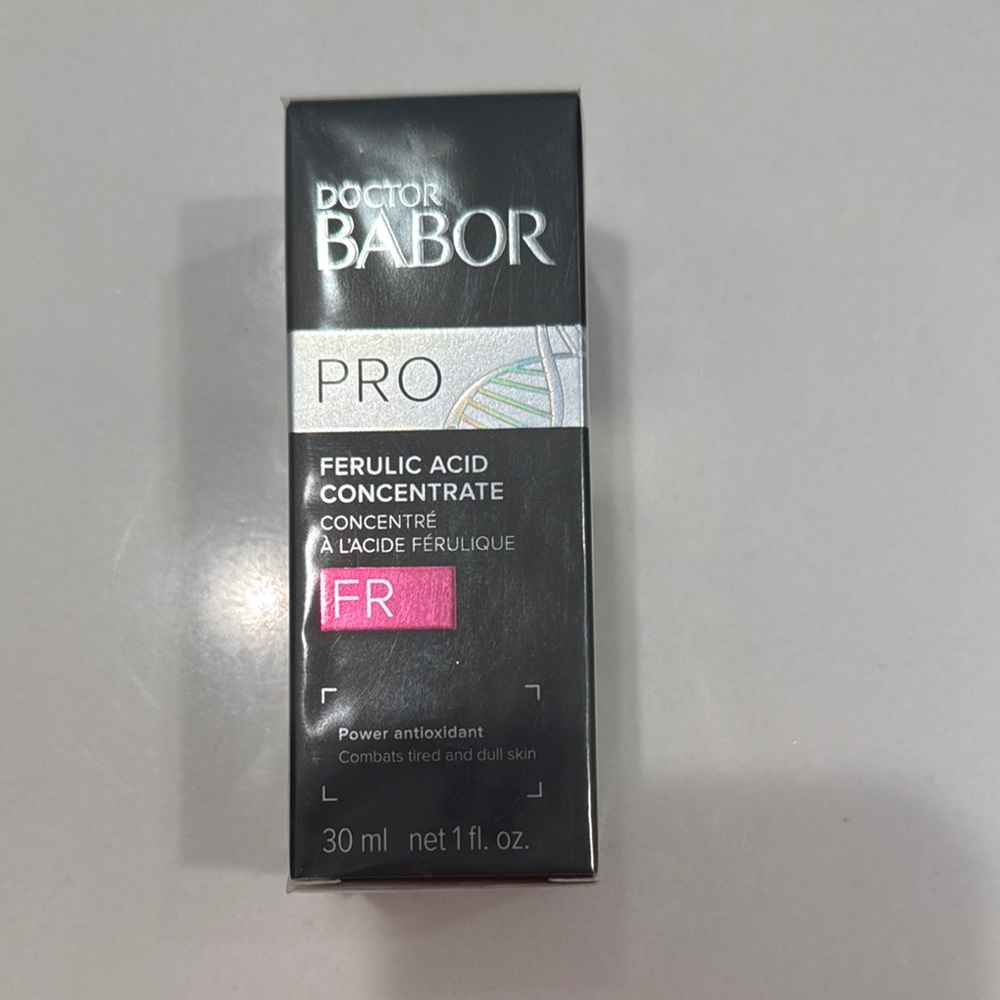 DOCTOR
BABOR
PRO
FERULIC ACID
CONCENTRATE
CONCENTRÉ
À L'ACIDE FÉRULIQUE
FR
Power antioxidant
Combats tired and dull skin
30 ml net 1 fl. oz.